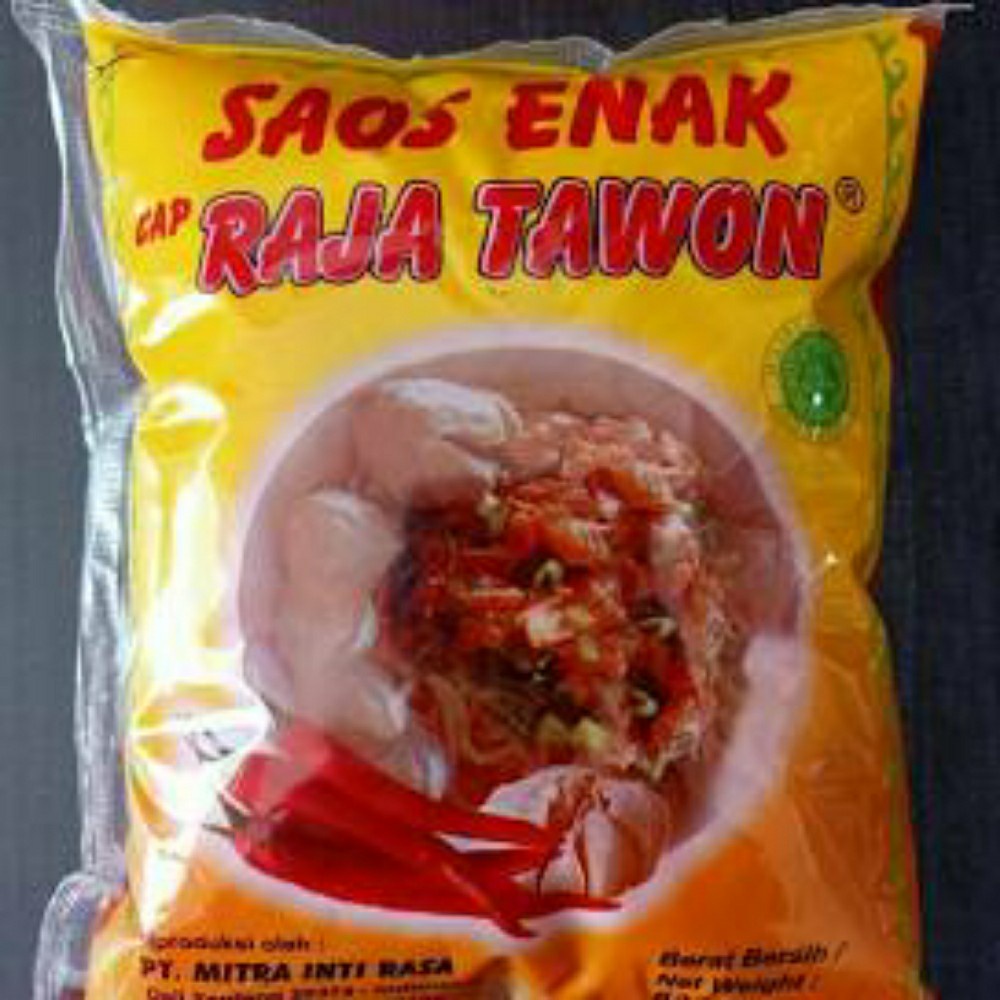 SAOS ENAK
CAP RAJA TAWON®
Diproduksi oleh :
PT. MITRA INTI RASA
Berat Bersih /
Net Weight :